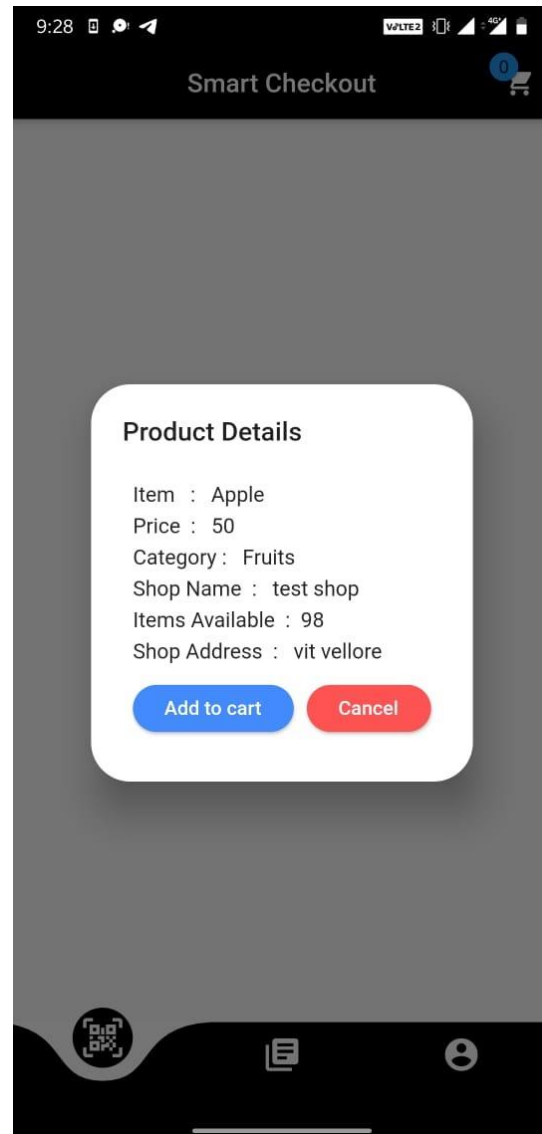 9:28 VoLTE2 4G+
Smart Checkout 0
Product Details
Item : Apple
Price : 50
Category : Fruits
Shop Name : test shop
Items Available : 98
Shop Address : vit vellore
Add to cart Cancel